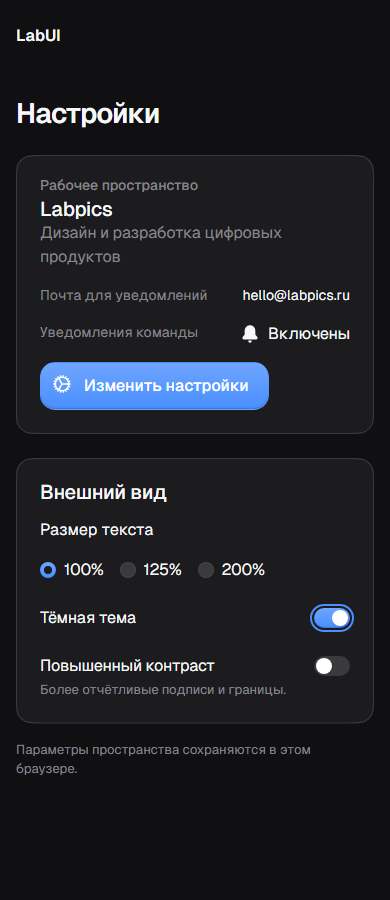 LabUI
Настройки
Рабочее пространство
Labpics
Дизайн и разработка цифровых
продуктов
Почта для уведомлений hello@labpics.ru
Уведомления команды Включены
Изменить настройки
Внешний вид
Размер текста
100% 125% 200%
Тёмная тема
Повышенный контраст
Более отчётливые подписи и границы.
Параметры пространства сохраняются в этом
браузере.